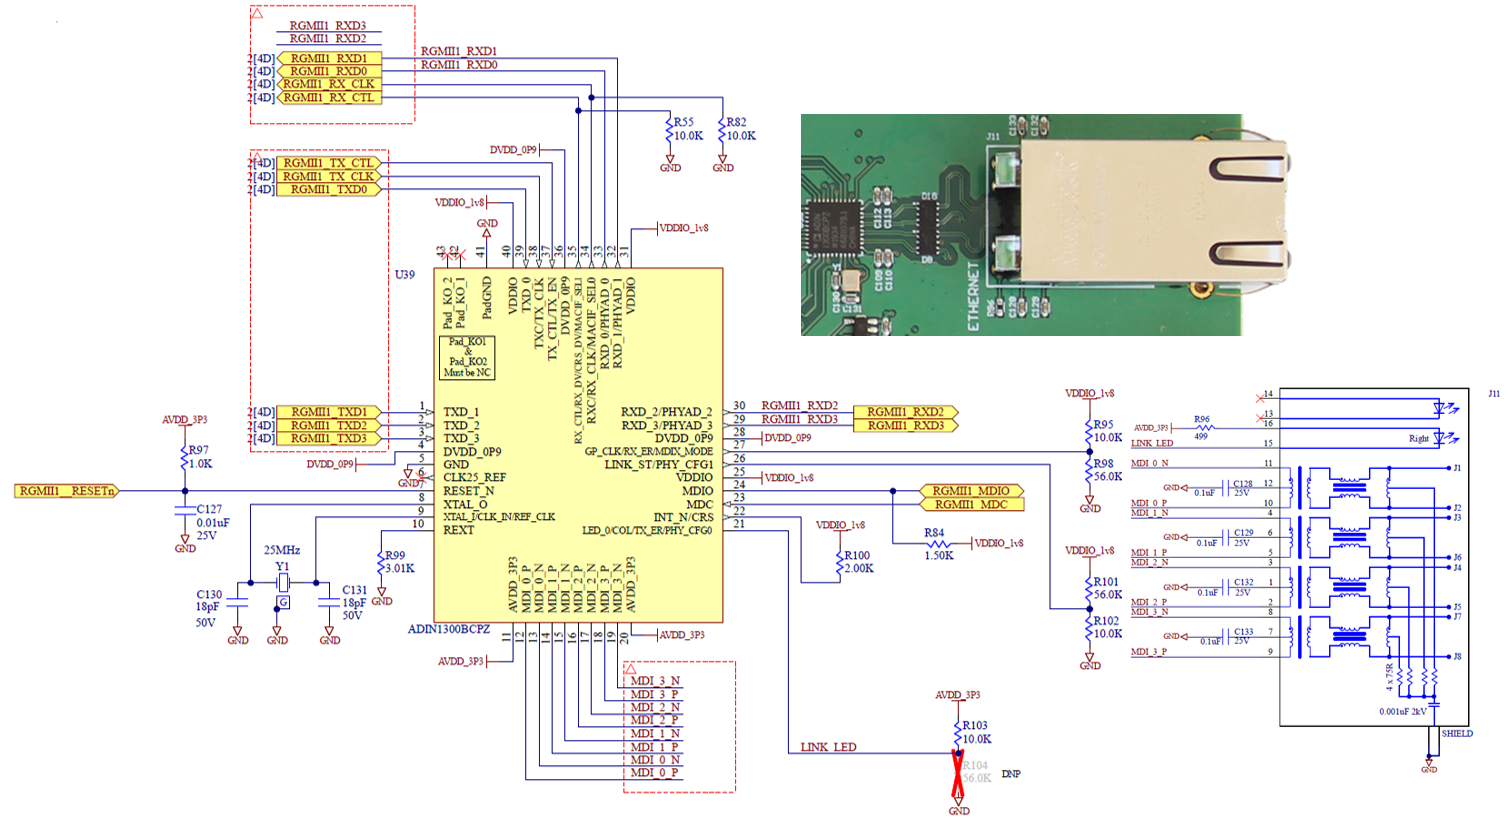 RGMII1_RXD3
RGMII1_RXD2
2[4D] RGMII1_RXD1 RGMII1_RXD1
2[4D] RGMII1_RXD0 RGMII1_RXD0
2[4D] RGMII1_RX_CLK
2[4D] RGMII1_RX_CTL
R55
10.0K
GND
R82
10.0K
GND
DVDD_0P9
2[4D] RGMII1_TX_CTL
2[4D] RGMII1_TX_CLK
2[4D] RGMII1_TXD0
VDDIO_1v8
GND
VDDIO_1v8
43 42 41 40 39 38 37 36 35 34 33 32 31
U39
Pad_KO_2
Pad_KO_1
PadGND
VDDIO
TXD_0
TXC/TX_CLK
TX_CTL/TX_EN
DVDD_0P9
RX_CTL/RX_DV/CRS_DV/MACIF_SEL1
RXC/RX_CLK/MACIF_SEL0
RXD_0/PHYAD_0
RXD_1/PHYAD_1
VDDIO
Pad_KO1
&
Pad_KO2
Must be NC
2[4D] RGMII1_TXD1 1 TXD_1
2[4D] RGMII1_TXD2 2 TXD_2
2[4D] RGMII1_TXD3 3 TXD_3
DVDD_0P9 4 DVDD_0P9
GND 5 GND
6 CLK25_REF
RGMII1__RESETn 7 RESET_N
8 XTAL_O
9 XTAL_I/CLK_IN/REF_CLK
10 REXT
AVDD_3P3
R97
1.0K
C127
0.01uF
25V
GND
25MHz
Y1
G
GND
C130
18pF
50V
GND
C131
18pF
50V
GND
R99
3.01K
GND
RXD_2/PHYAD_2 30 RGMII1_RXD2 RGMII1_RXD2
RXD_3/PHYAD_3 29 RGMII1_RXD3 RGMII1_RXD3
DVDD_0P9 28 DVDD_0P9
GP_CLK/RX_ER/MDIX_MODE 27
LINK_ST/PHY_CFG1 26
VDDIO 25 VDDIO_1v8
MDIO 24 RGMII1_MDIO
MDC 23 RGMII1_MDC
INT_N/CRS 22
LED_0/COL/TX_ER/PHY_CFG0 21
R84
1.50K
VDDIO_1v8
VDDIO_1v8
R100
2.00K
AVDD_3P3
MDI_0_P
MDI_0_N
MDI_1_P
MDI_1_N
MDI_2_P
MDI_2_N
MDI_3_P
MDI_3_N
AVDD_3P3
ADIN1300BCPZ
11 12 13 14 15 16 17 18 19 20
AVDD_3P3
AVDD_3P3
MDI_3_N
MDI_3_P
MDI_2_N
MDI_2_P
MDI_1_N
MDI_1_P
MDI_0_N
MDI_0_P
LINK_LED
AVDD_3P3
R103
10.0K
R104
56.0K
DNP
GND
VDDIO_1v8
R95
10.0K
R98
56.0K
GND
VDDIO_1v8
R101
56.0K
R102
10.0K
GND
C133
C132
J11
C112
C113
D10
D9
C109
C110
C130
C131
ETHERNET
R96
C128
C129
J11
14
13
AVDD_3P3 R96 499 16
LINK_LED 15
Right
MDI_0_N 11 J1
GND C128 0.1uF 25V 12
MDI_0_P 10 J2
MDI_1_N 4 J3
GND C129 0.1uF 25V 6
MDI_1_P 5 J6
MDI_2_N 3 J4
GND C132 0.1uF 25V 1
MDI_2_P 2 J5
MDI_3_N 8 J7
GND C133 0.1uF 25V 7
MDI_3_P 9 J8
4 x 75R
0.001uF 2kV
SHIELD
GND